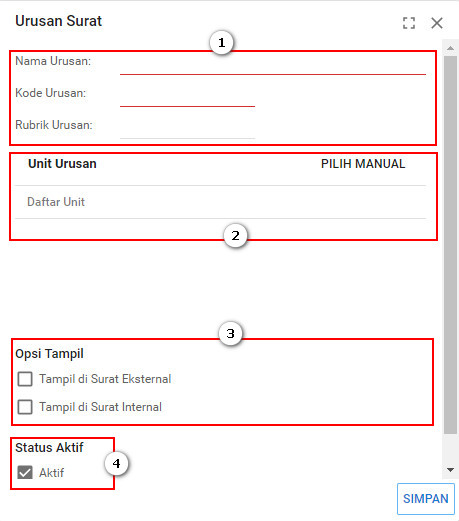 Urusan Surat
1
Nama Urusan:
Kode Urusan:
Rubrik Urusan:
Unit Urusan PILIH MANUAL
Daftar Unit
2
3
Opsi Tampil
Tampil di Surat Eksternal
Tampil di Surat Internal
Status Aktif
4
Aktif
SIMPAN